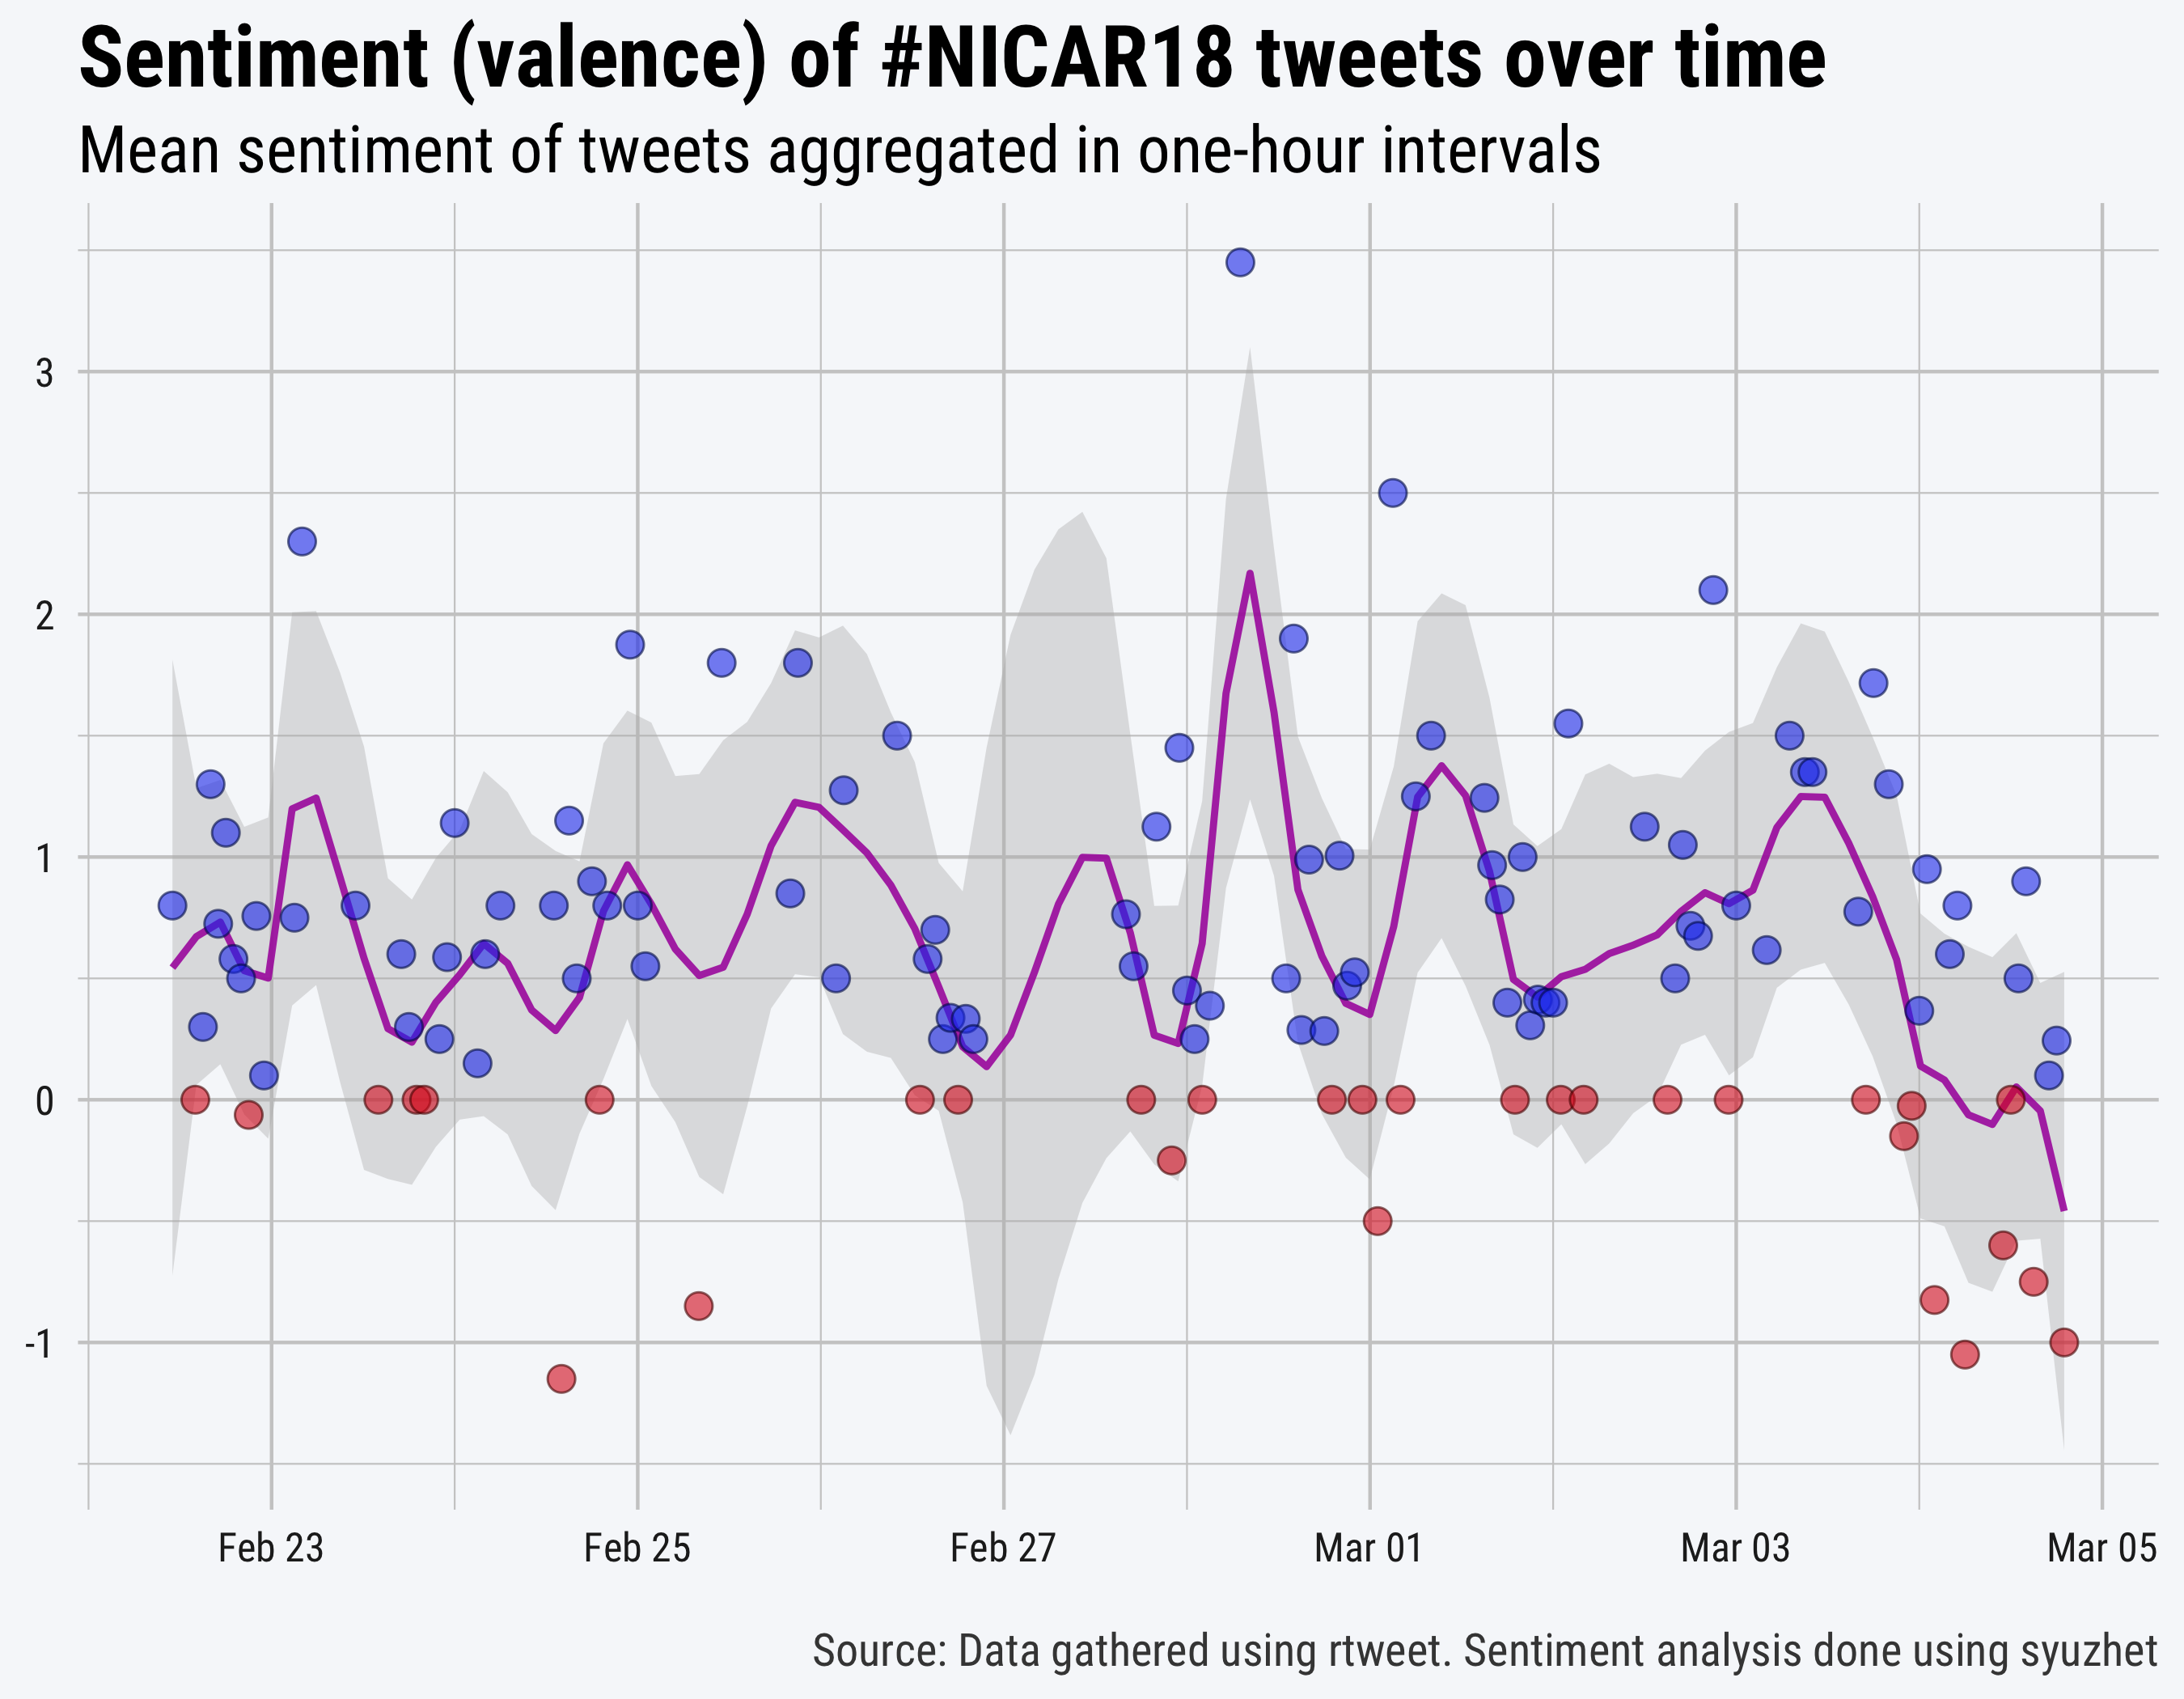 Sentiment (valence) of #NICAR18 tweets over time
Mean sentiment of tweets aggregated in one-hour intervals
3
2
1
0
-1
Feb 23 Feb 25 Feb 27 Mar 01 Mar 03 Mar 05
Source: Data gathered using rtweet. Sentiment analysis done using syuzhet